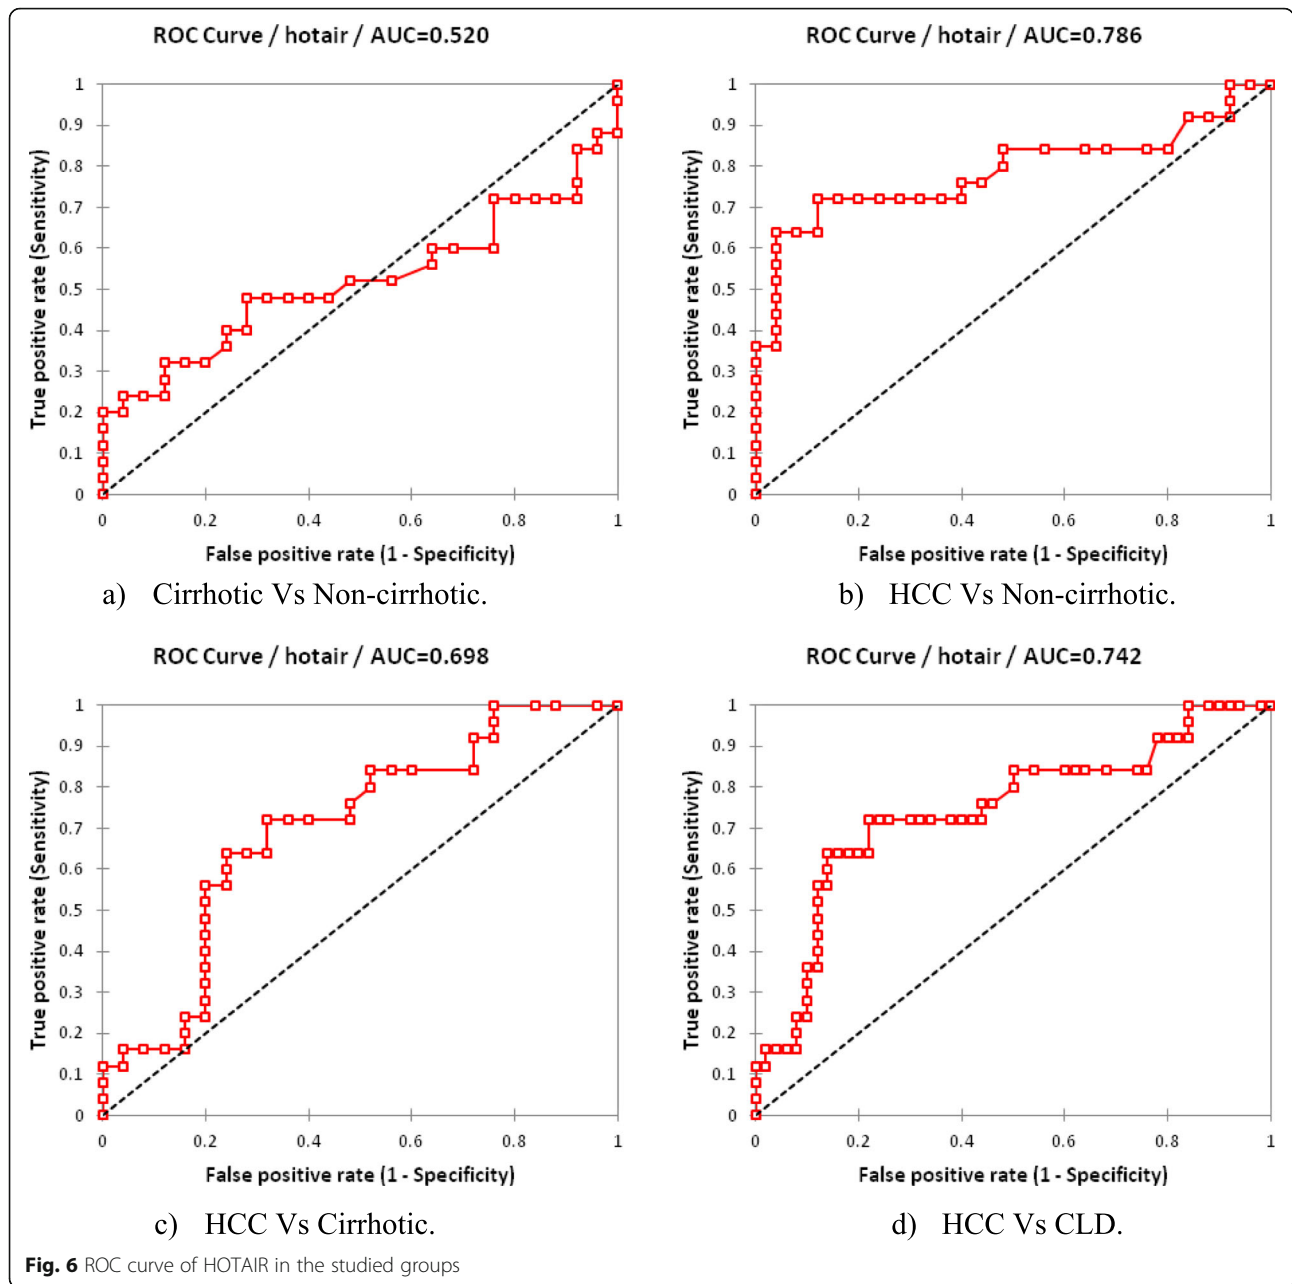 ROC Curve / hotair / AUC=0.520
True positive rate (Sensitivity)
1
0.9
0.8
0.7
0.6
0.5
0.4
0.3
0.2
0.1
0
0 0.2 0.4 0.6 0.8 1
False positive rate (1 - Specificity)
a) Cirrhotic Vs Non-cirrhotic.
ROC Curve / hotair / AUC=0.786
True positive rate (Sensitivity)
1
0.9
0.8
0.7
0.6
0.5
0.4
0.3
0.2
0.1
0
0 0.2 0.4 0.6 0.8 1
False positive rate (1 - Specificity)
b) HCC Vs Non-cirrhotic.
ROC Curve / hotair / AUC=0.698
True positive rate (Sensitivity)
1
0.9
0.8
0.7
0.6
0.5
0.4
0.3
0.2
0.1
0
0 0.2 0.4 0.6 0.8 1
False positive rate (1 - Specificity)
c) HCC Vs Cirrhotic.
ROC Curve / hotair / AUC=0.742
True positive rate (Sensitivity)
1
0.9
0.8
0.7
0.6
0.5
0.4
0.3
0.2
0.1
0
0 0.2 0.4 0.6 0.8 1
False positive rate (1 - Specificity)
d) HCC Vs CLD.
Fig. 6 ROC curve of HOTAIR in the studied groups